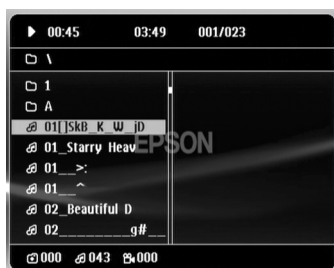 00:45 03:49 001/023
\
1
A
01[]SkB_K_W_jD
01_Starry Heav
EPSON
01__>:
01__^
02_Beautiful D
02________g#__
000 043 000